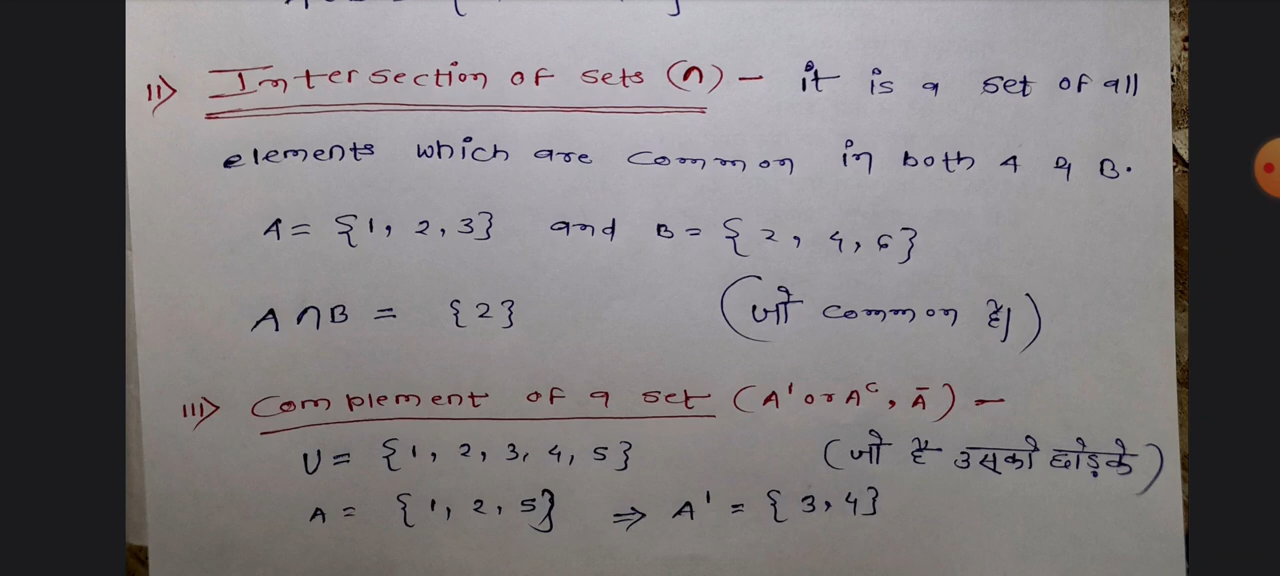 II) Intersection of sets (∩) - it is a set of all
elements which are common in both A & B.
A = {1, 2, 3} and B = {2, 4, 6}
A∩B = {2} (जो common है।)
III) Complement of a set (A' or Aᶜ, Ā) -
U = {1, 2, 3, 4, 5} (जो है उसको छोड़के)
A = {1, 2, 5} ⇒ A' = {3, 4}